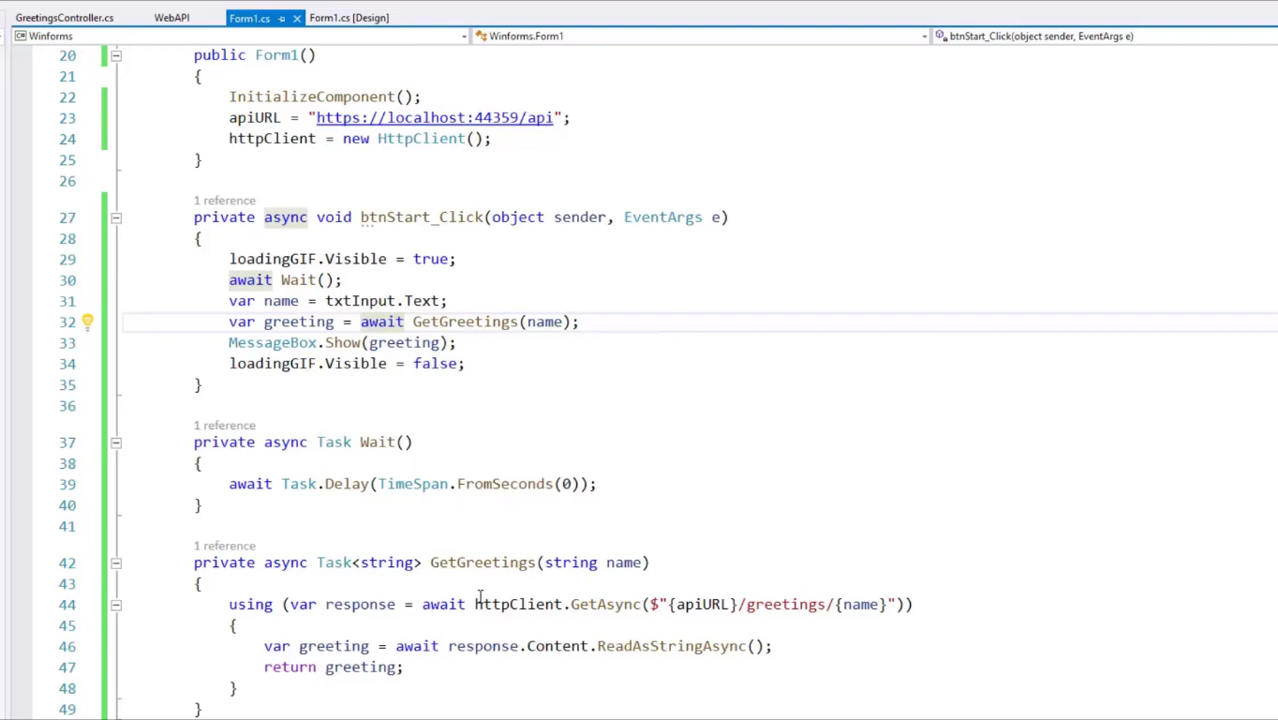 GreetingsController.cs WebAPI Form1.cs Form1.cs [Design]
Winforms Winforms.Form1 btnStart_Click(object sender, EventArgs e)
20 public Form1()
21 {
22 InitializeComponent();
23 apiURL = "https://localhost:44359/api";
24 httpClient = new HttpClient();
25 }
26
1 reference
27 private async void btnStart_Click(object sender, EventArgs e)
28 {
29 loadingGIF.Visible = true;
30 await Wait();
31 var name = txtInput.Text;
32 var greeting = await GetGreetings(name);
33 MessageBox.Show(greeting);
34 loadingGIF.Visible = false;
35 }
36
1 reference
37 private async Task Wait()
38 {
39 await Task.Delay(TimeSpan.FromSeconds(0));
40 }
41
1 reference
42 private async Task<string> GetGreetings(string name)
43 {
44 using (var response = await httpClient.GetAsync($"{apiURL}/greetings/{name}"))
45 {
46 var greeting = await response.Content.ReadAsStringAsync();
47 return greeting;
48 }
49 }